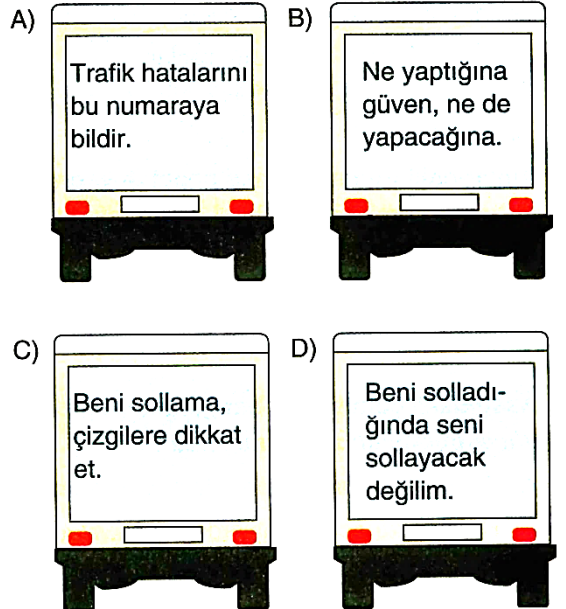 A)
Trafik hatalarını
bu numaraya
bildir.
B)
Ne yaptığına
güven, ne de
yapacağına.
C)
Beni sollama,
çizgilere dikkat
et.
D)
Beni solladı-
ğında seni
sollayacak
değilim.